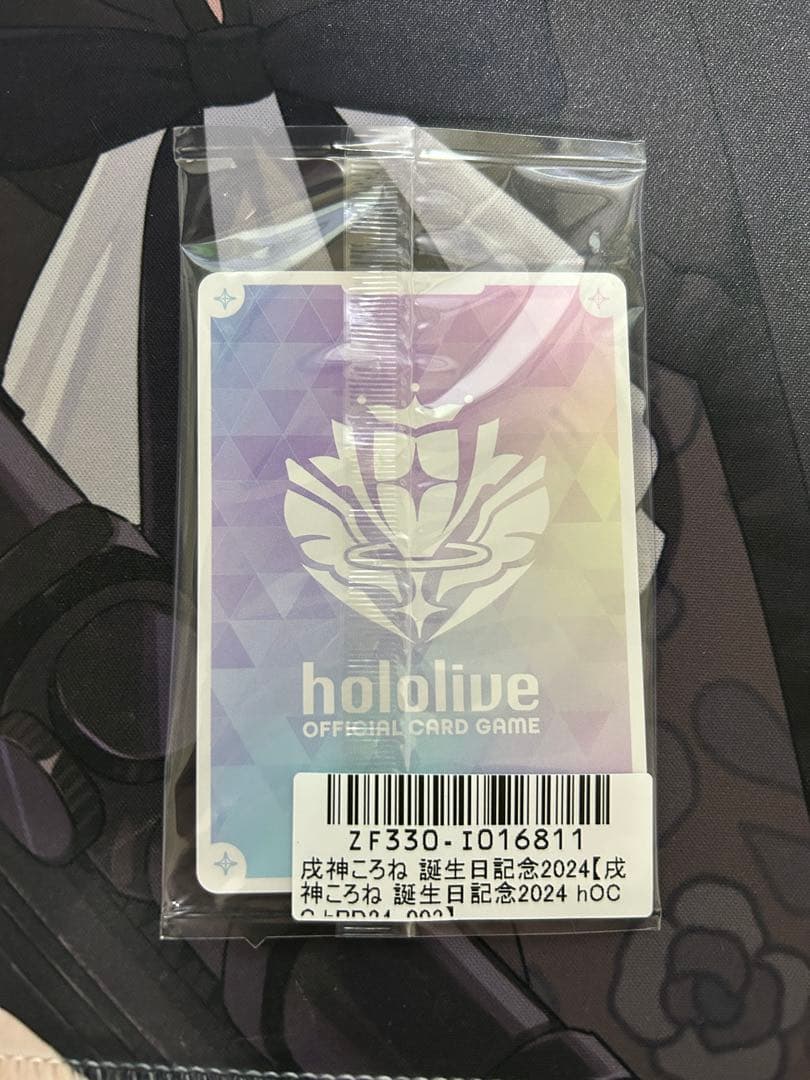 hololive
OFFICIAL CARD GAME
ZF330-I016811
戌神ころね 誕生日記念2024【戌
神ころね 誕生日記念2024 hOC